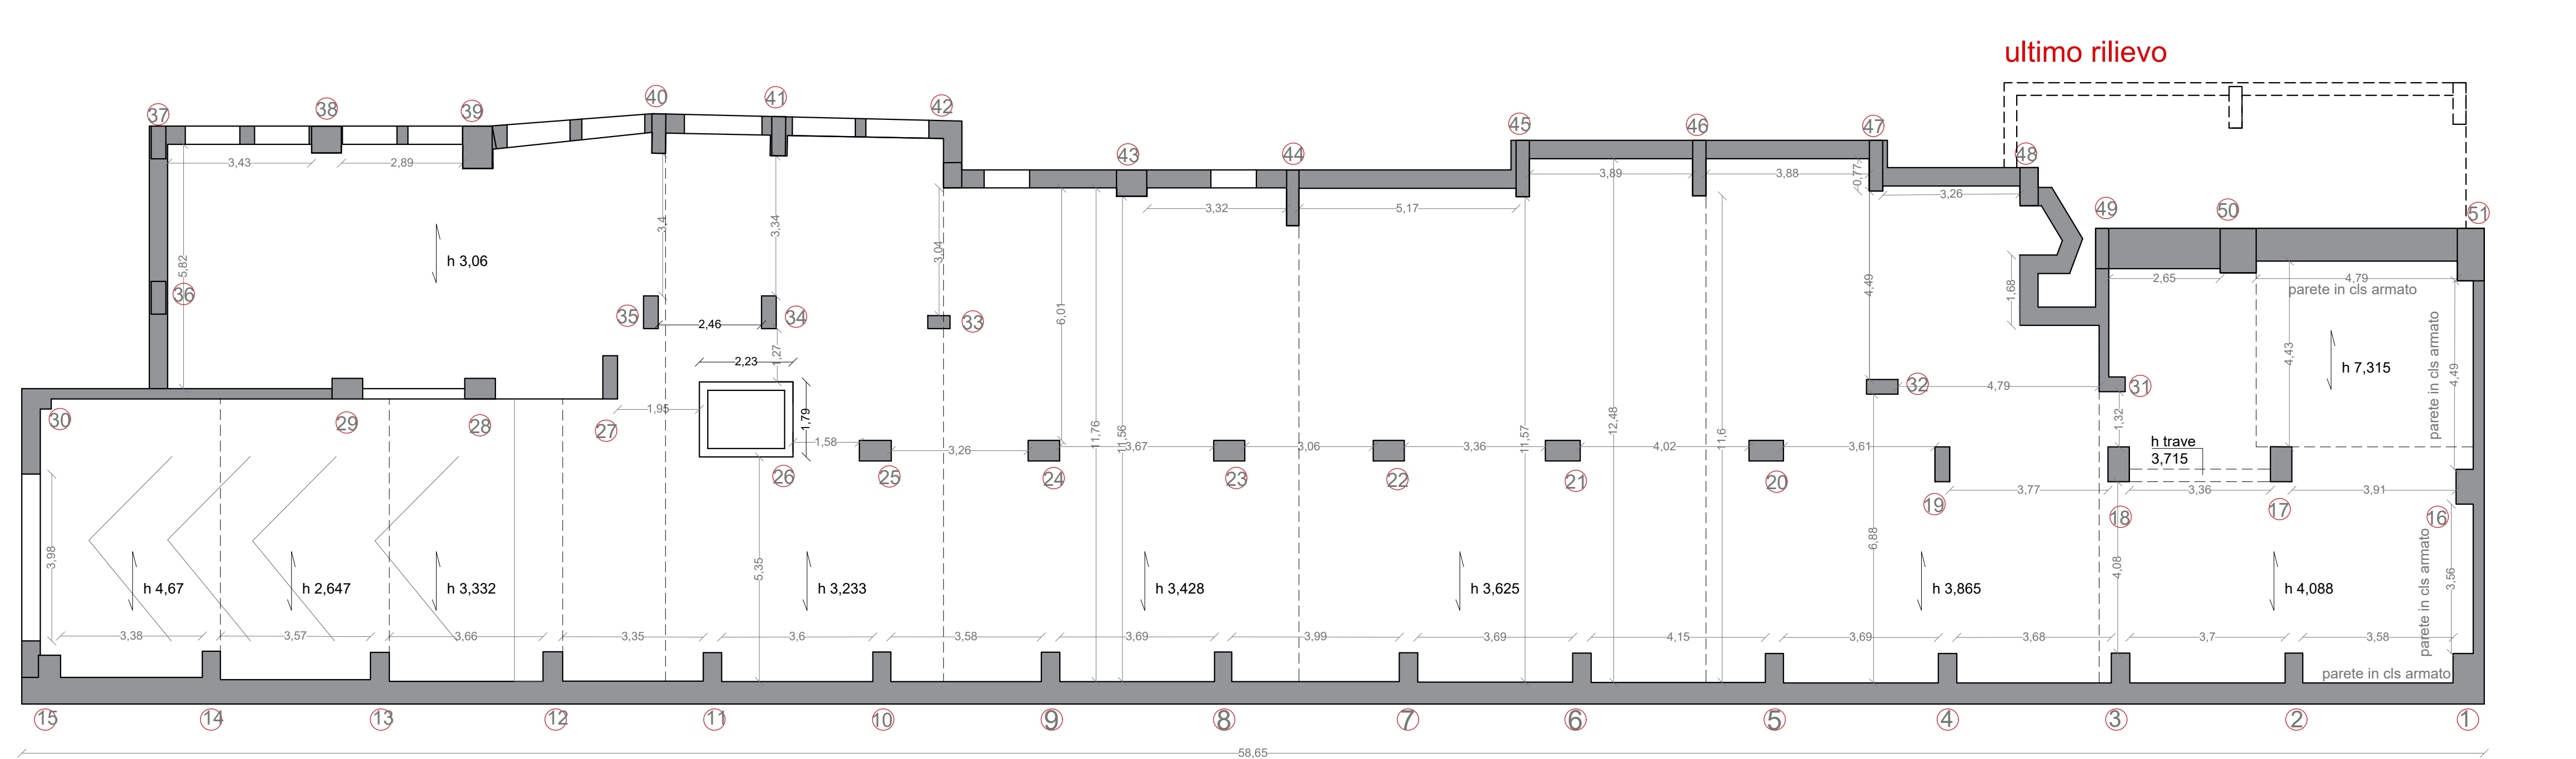 ultimo rilievo
37 38 39 40 41 42 43 44 45 46 47 48 49 50 51
3,43 2,89 3,89 3,88 0,77 3,26
3,32 5,17
5,82 3,4 3,34 3,04 6,01 11,76 11,56 11,57 12,48 11,6 4,49 1,68
h 3,06
2,65 4,79
parete in cls armato
36 35 2,46 34 33
2,23 1,27
4,43 4,49 parete in cls armato
h 7,315
32 4,79 31
30 29 28 27 1,95 1,79
1,58 3,26 3,67 3,06 3,36 4,02 3,61
1,32
h trave
3,715
26 25 24 23 22 21 20 19 18 17 16
3,77 3,36 3,91
3,98 5,35 6,88 4,08 3,56 parete in cls armato
h 4,67 h 2,647 h 3,332 h 3,233 h 3,428 h 3,625 h 3,865 h 4,088
3,38 3,57 3,66 3,35 3,6 3,58 3,69 3,99 3,69 4,15 3,69 3,68 3,7 3,58
parete in cls armato
15 14 13 12 11 10 9 8 7 6 5 4 3 2 1
58,65